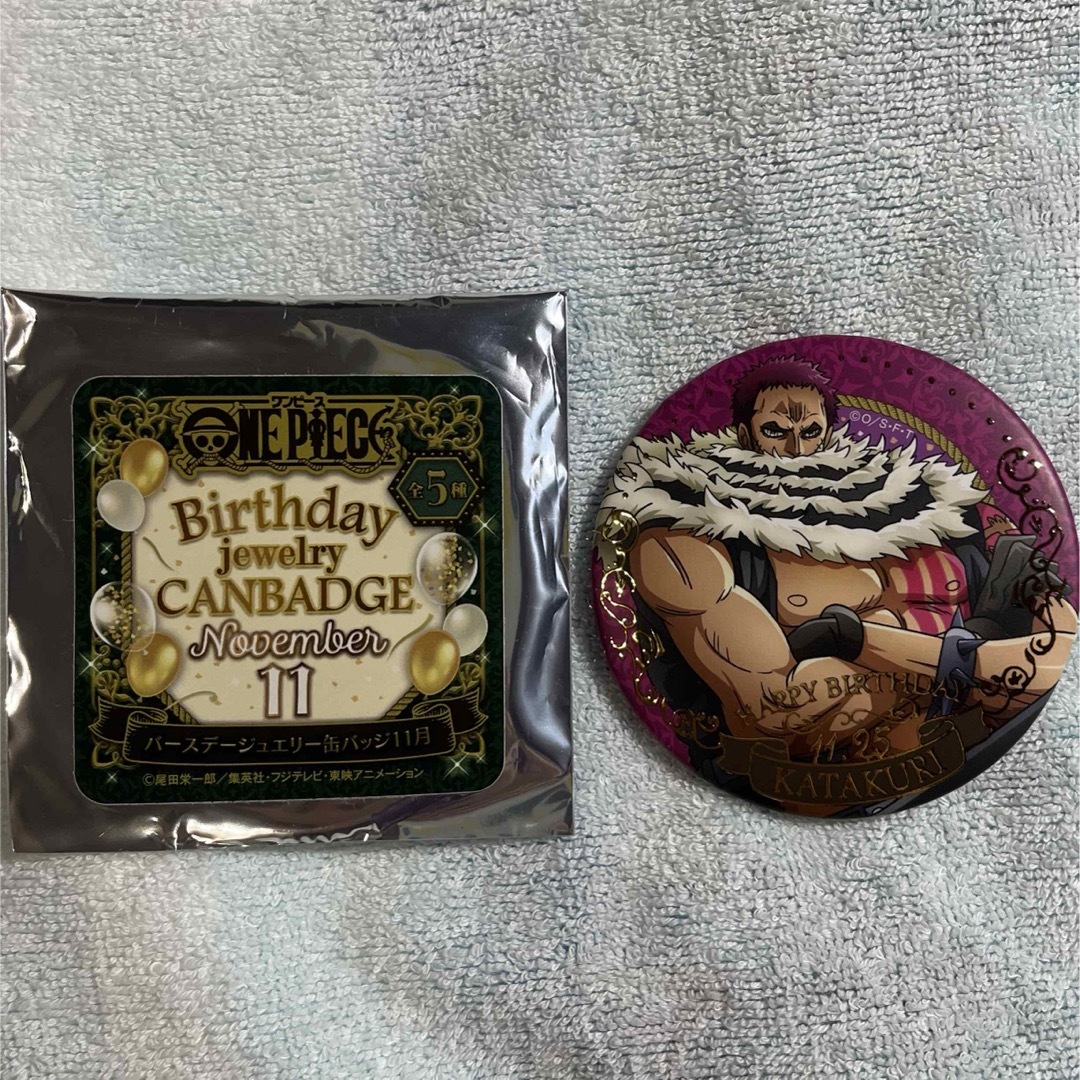 ワンピース
ONE PIECE
全5種
Birthday
jewelry
CANBADGE
November
11
バースデージュエリー缶バッジ11月
©尾田栄一郎／集英社・フジテレビ・東映アニメーション
©O/S・F・T
HAPPY BIRTHDAY
11.25
KATAKURI